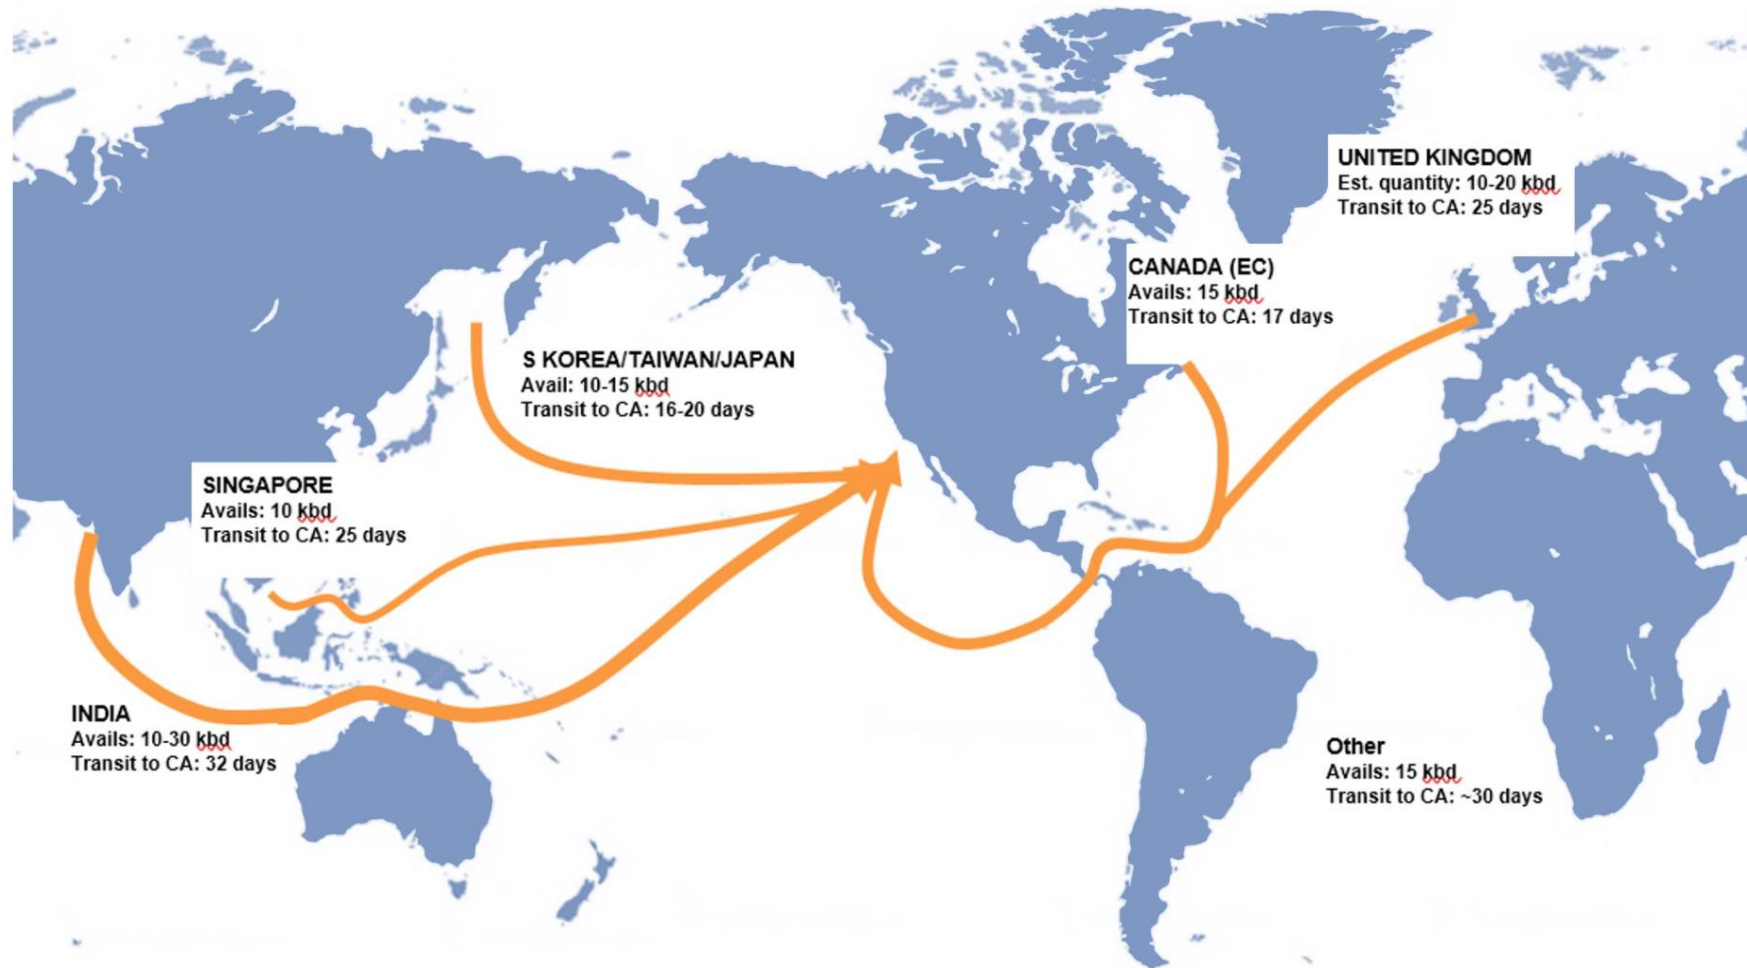 UNITED KINGDOM
Est. quantity: 10-20 kbd
Transit to CA: 25 days
CANADA (EC)
Avails: 15 kbd
Transit to CA: 17 days
S KOREA/TAIWAN/JAPAN
Avail: 10-15 kbd
Transit to CA: 16-20 days
SINGAPORE
Avails: 10 kbd
Transit to CA: 25 days
INDIA
Avails: 10-30 kbd
Transit to CA: 32 days
Other
Avails: 15 kbd
Transit to CA: ~30 days